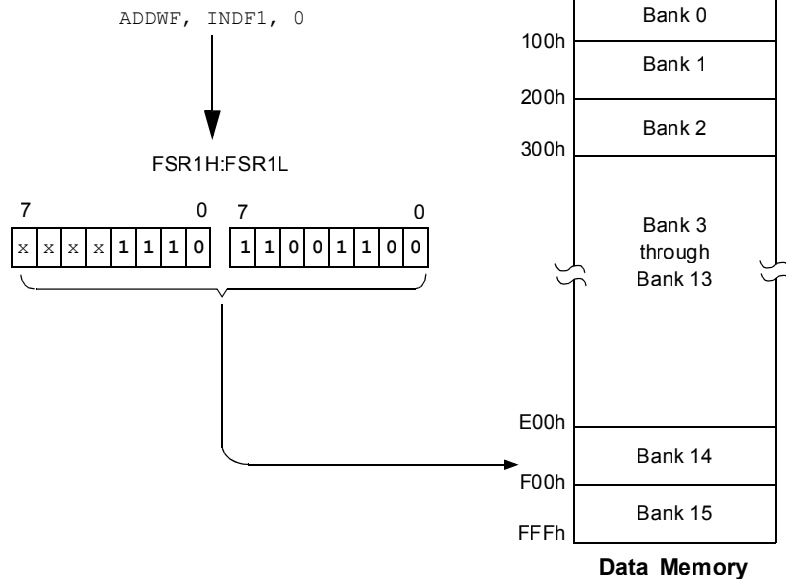 ADDWF, INDF1, 0
FSR1H:FSR1L
7 0 7 0
x x x x 1 1 1 0 1 1 0 0 1 1 0 0
Bank 0
100h
Bank 1
200h
Bank 2
300h
Bank 3
through
Bank 13
E00h
Bank 14
F00h
Bank 15
FFFh
Data Memory